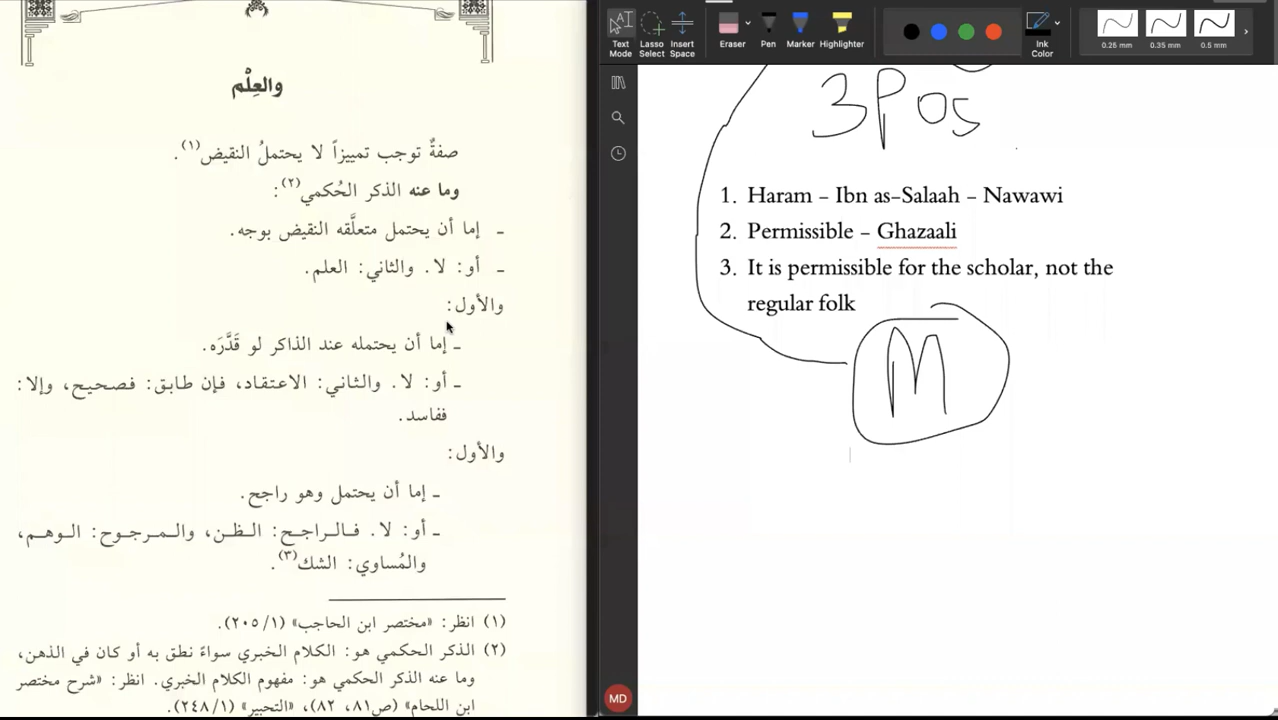 والعِلْم
صفةٌ توجب تمييزاً لا يحتملُ النقيض(١).
وما عنه الذكر الحُكمي(٢):
ـ إما أن يحتمل متعلَّقه النقيض بوجه.
ـ أو: لا. والثاني: العلم.
والأول:
ـ إما أن يحتمله عند الذاكر لو قَدَّرَه.
ـ أو: لا. والثاني: الاعتقاد، فإن طابق: فصحيح، وإلا:
ففاسد.
والأول:
ـ إما أن يحتمل وهو راجح.
ـ أو: لا. فالراجح: الظن، والمرجوح: الوهم،
والمُساوي: الشك(٣).
(١) انظر: «مختصر ابن الحاجب» (٢٠٥/١).
(٢) الذكر الحكمي هو: الكلام الخبري سواءً نطق به أو كان في الذهن،
وما عنه الذكر الحكمي هو: مفهوم الكلام الخبري. انظر: «شرح مختصر
ابن اللحام» (ص٨١، ٨٢)، «التحبير» (٢٤٨/١).
Text Mode
Lasso Select
Insert Space
Eraser
Pen
Marker
Highlighter
Ink Color
0.25 mm
0.35 mm
0.5 mm
3 Pos
1. Haram – Ibn as-Salaah – Nawawi
2. Permissible – Ghazaali
3. It is permissible for the scholar, not the
regular folk
M
MD